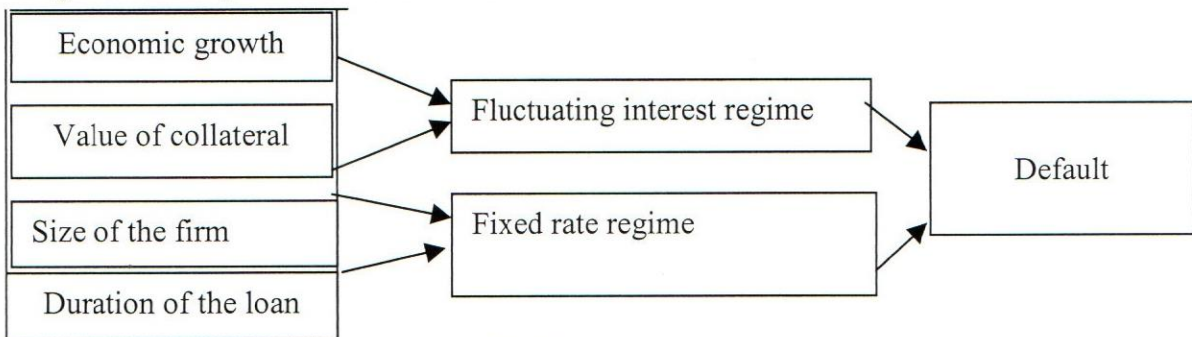 Economic growth
Value of collateral
Size of the firm
Duration of the loan
Fluctuating interest regime
Fixed rate regime
Default